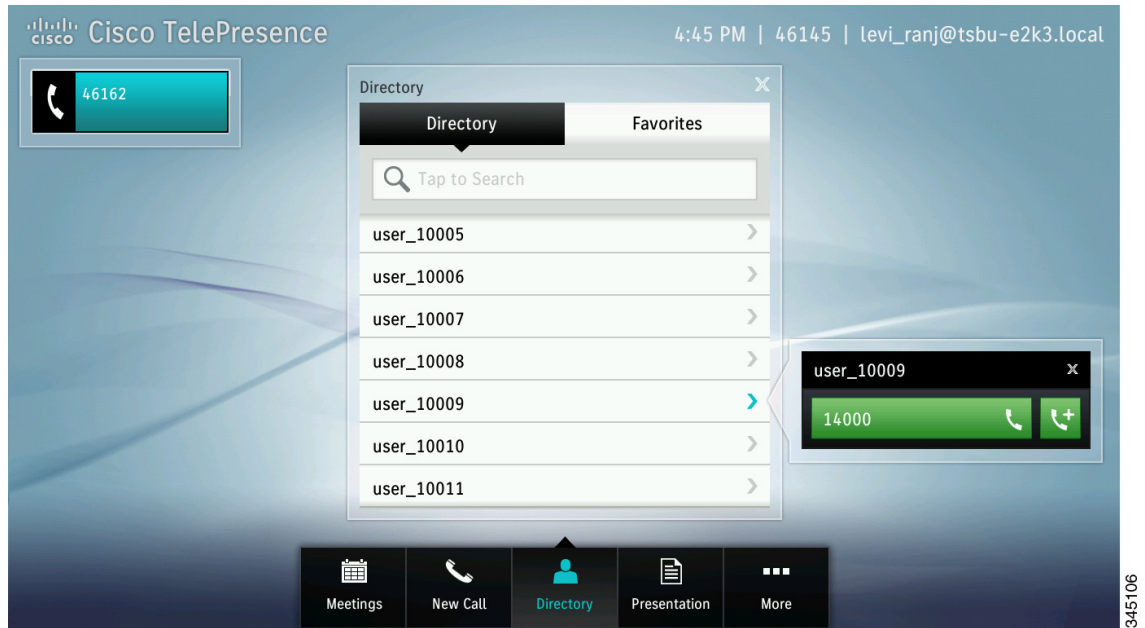 cisco Cisco TelePresence
4:45 PM | 46145 | levi_ranj@tsbu-e2k3.local
46162
Directory X
Directory Favorites
Tap to Search
user_10005
user_10006
user_10007
user_10008
user_10009
user_10010
user_10011
user_10009 x
14000
Meetings New Call Directory Presentation More
345106